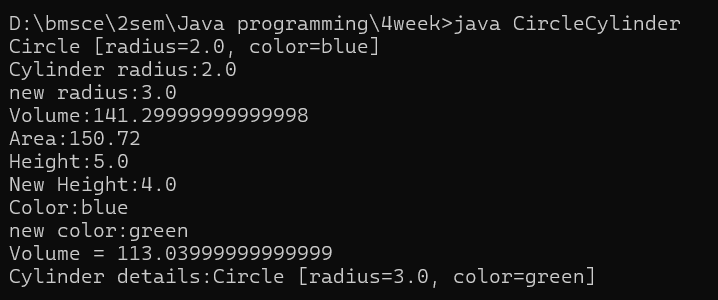 D:\bmsce\2sem\Java programming\4week>java CircleCylinder
Circle [radius=2.0, color=blue]
Cylinder radius:2.0
new radius:3.0
Volume:141.29999999999998
Area:150.72
Height:5.0
New Height:4.0
Color:blue
new color:green
Volume = 113.03999999999999
Cylinder details:Circle [radius=3.0, color=green]